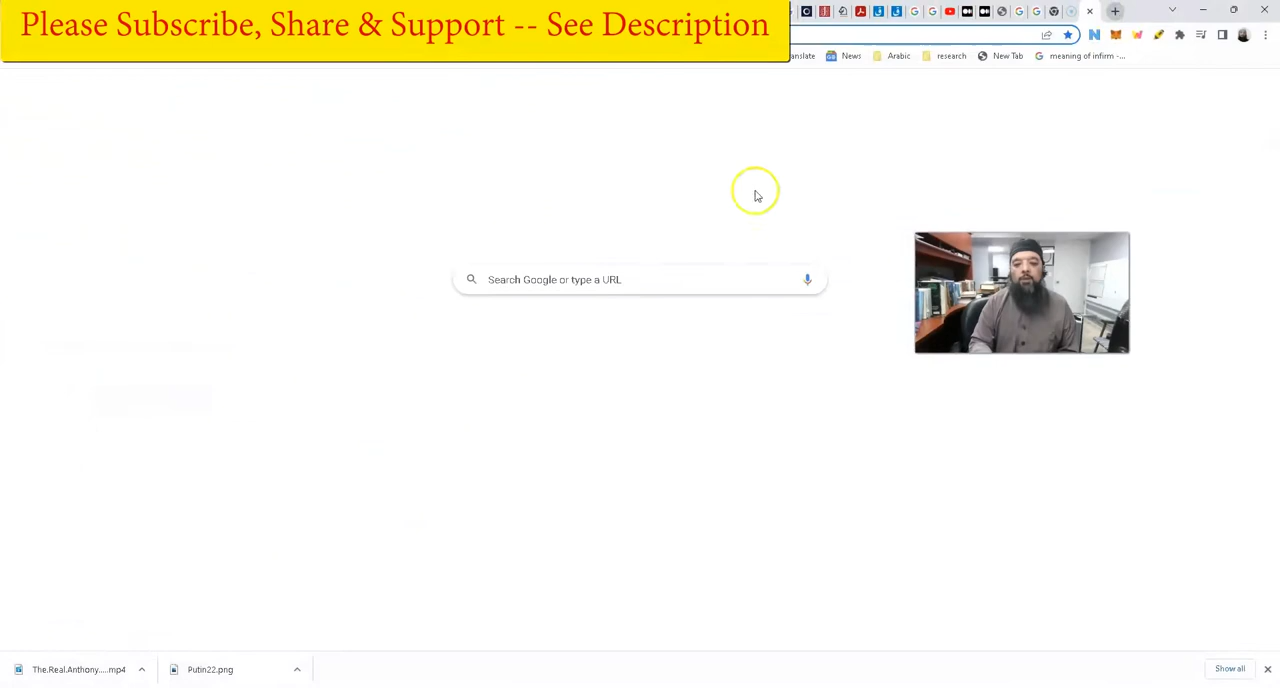 Please Subscribe, Share & Support -- See Description
anslate
News
Arabic
research
New Tab
meaning of infirm -...
Search Google or type a URL
The.Real.Anthony....mp4
Putin22.png
Show all